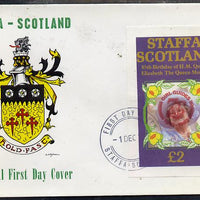 A - SCOTLAND
STAFFA
SCOTLAND
85th Birthday of H.M. Queen
Elizabeth The Queen Mother
£2
FIRST DAY
-1 DEC
STAFFA
HOLD·FAST
al First Day Cover